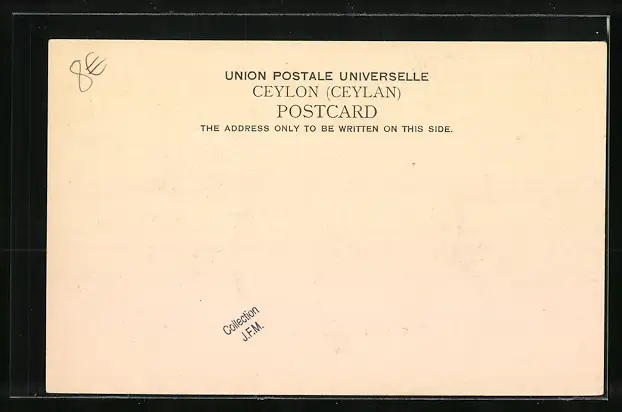 8€
UNION POSTALE UNIVERSELLE
CEYLON (CEYLAN)
POSTCARD
THE ADDRESS ONLY TO BE WRITTEN ON THIS SIDE.
Collection
J.F.M.